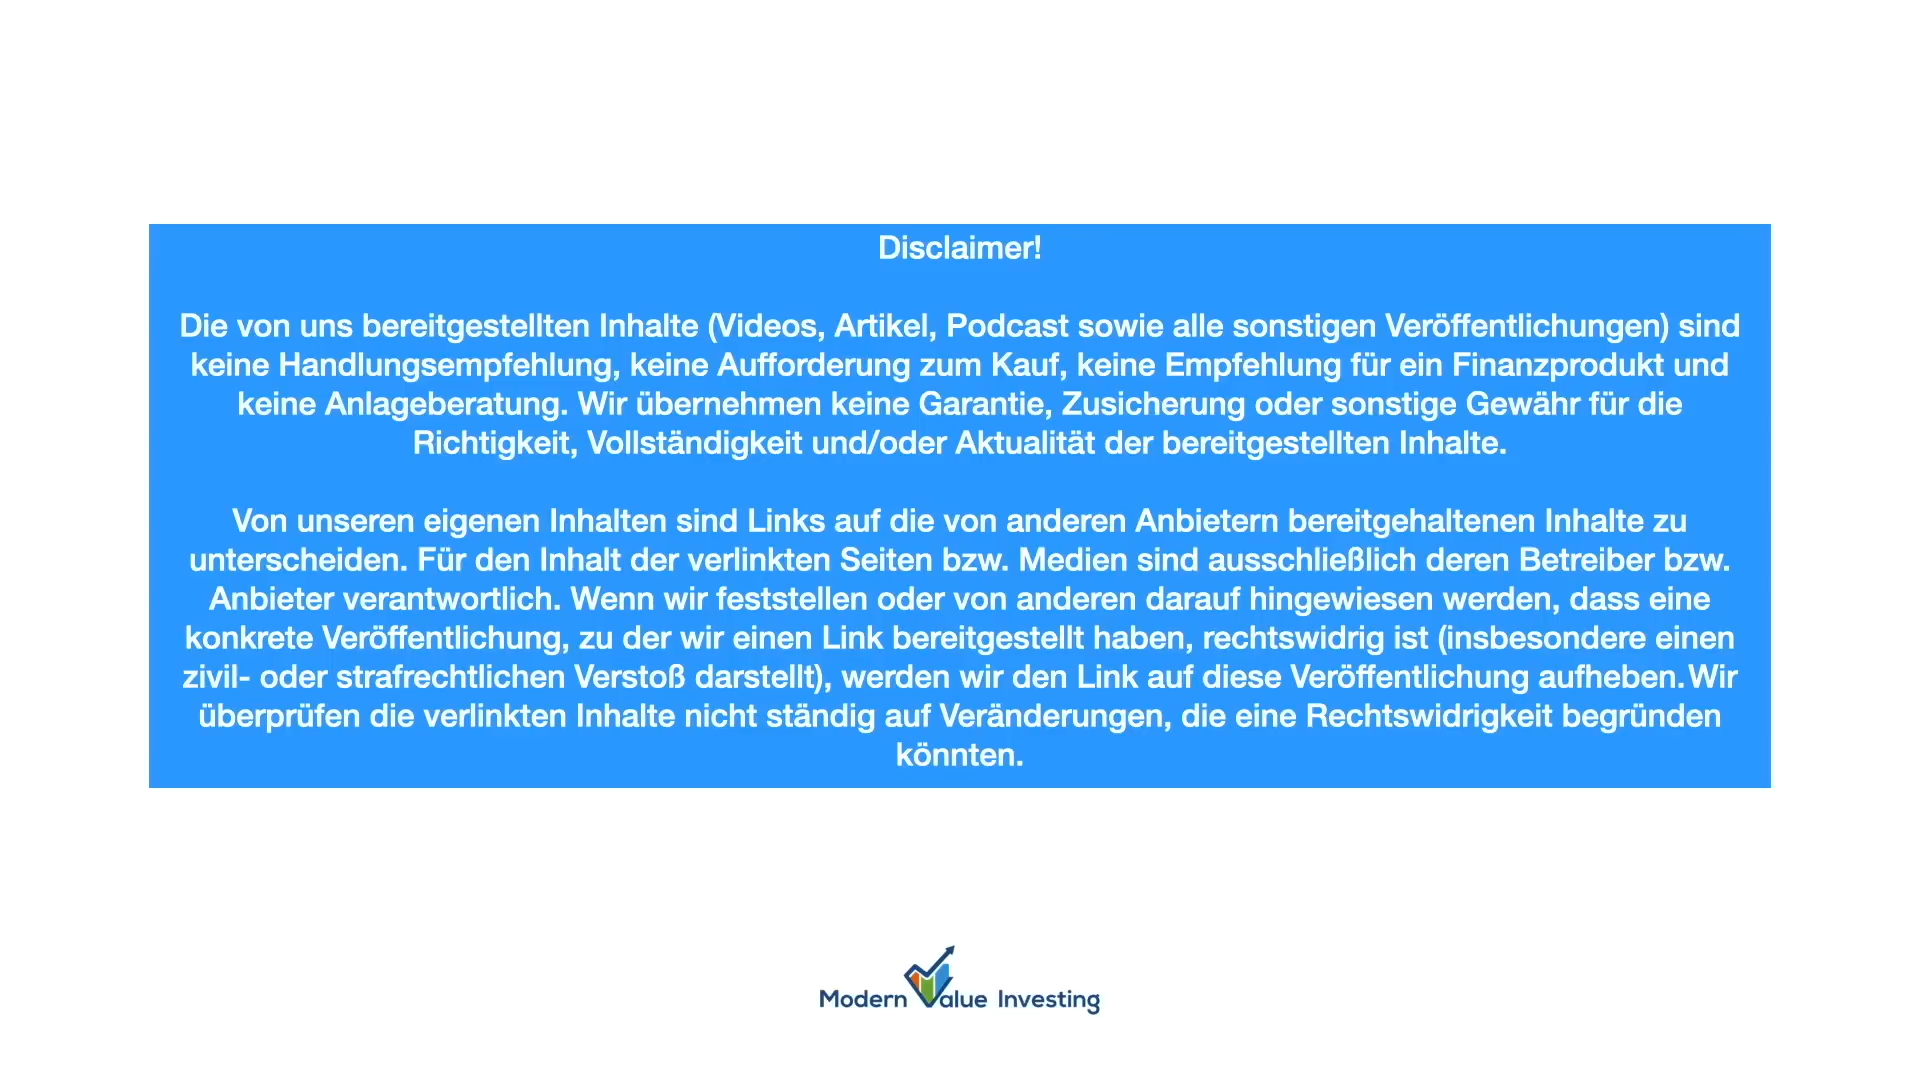 Disclaimer!
Die von uns bereitgestellten Inhalte (Videos, Artikel, Podcast sowie alle sonstigen Veröffentlichungen) sind
keine Handlungsempfehlung, keine Aufforderung zum Kauf, keine Empfehlung für ein Finanzprodukt und
keine Anlageberatung. Wir übernehmen keine Garantie, Zusicherung oder sonstige Gewähr für die
Richtigkeit, Vollständigkeit und/oder Aktualität der bereitgestellten Inhalte.
Von unseren eigenen Inhalten sind Links auf die von anderen Anbietern bereitgehaltenen Inhalte zu
unterscheiden. Für den Inhalt der verlinkten Seiten bzw. Medien sind ausschließlich deren Betreiber bzw.
Anbieter verantwortlich. Wenn wir feststellen oder von anderen darauf hingewiesen werden, dass eine
konkrete Veröffentlichung, zu der wir einen Link bereitgestellt haben, rechtswidrig ist (insbesondere einen
zivil- oder strafrechtlichen Verstoß darstellt), werden wir den Link auf diese Veröffentlichung aufheben.Wir
überprüfen die verlinkten Inhalte nicht ständig auf Veränderungen, die eine Rechtswidrigkeit begründen
könnten.
Modern Value Investing